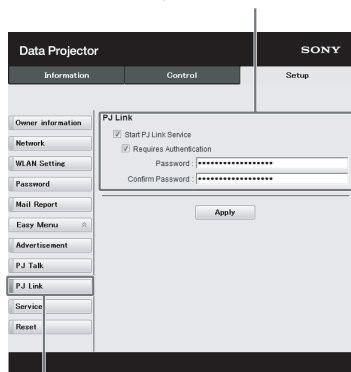 Data Projector
SONY
Information
Control
Setup
Owner information
Network
WLAN Setting
Password
Mail Report
Easy Menu
Advertisement
PJ Talk
PJ Link
Service
Reset
PJ Link
Start PJ Link Service
Requires Authentication
Password : ••••••••••••••••••
Confirm Password : ••••••••••••••••••
Apply